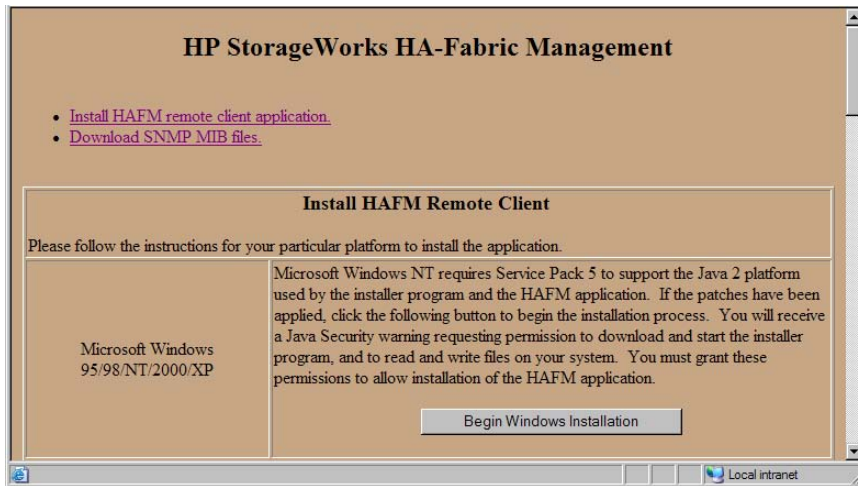 HP StorageWorks HA-Fabric Management
Install HAFM remote client application.
Download SNMP MIB files.
Install HAFM Remote Client
Please follow the instructions for your particular platform to install the application.
Microsoft Windows
95/98/NT/2000/XP
Microsoft Windows NT requires Service Pack 5 to support the Java 2 platform
used by the installer program and the HAFM application.  If the patches have been
applied, click the following button to begin the installation process.  You will receive
a Java Security warning requesting permission to download and start the installer
program, and to read and write files on your system.  You must grant these
permissions to allow installation of the HAFM application.
Begin Windows Installation
Local intranet